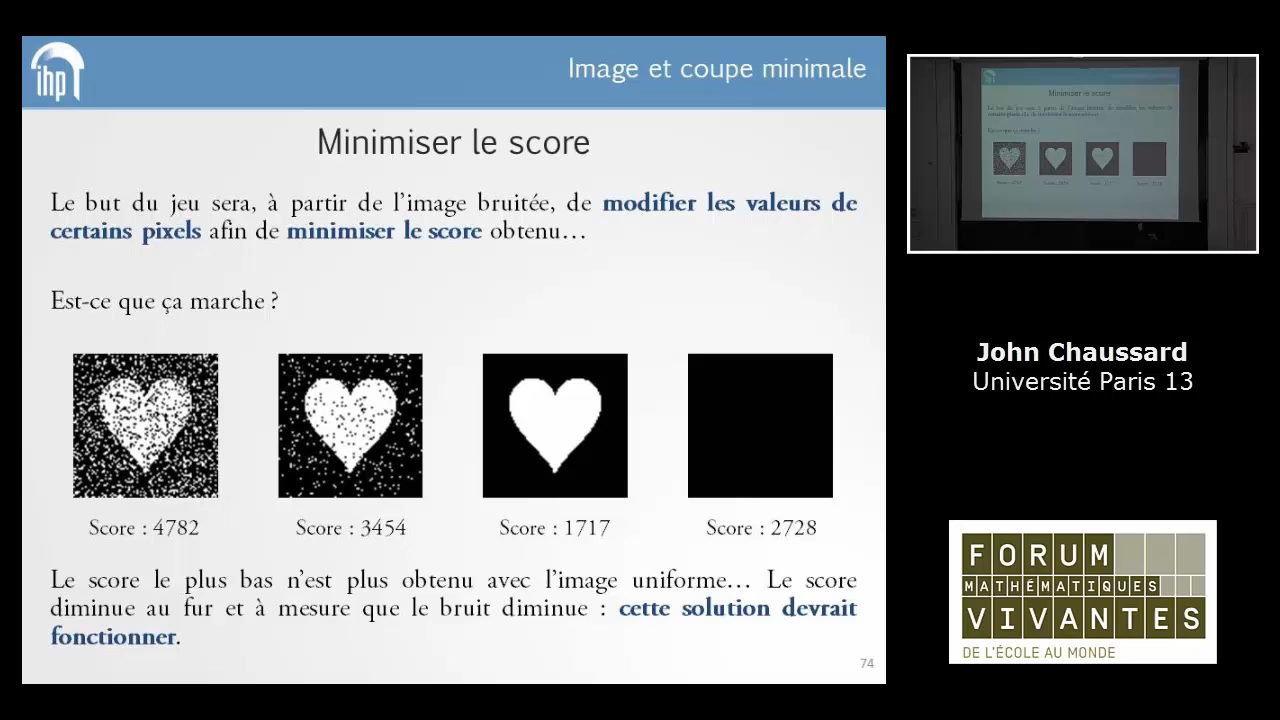 ihp
Image et coupe minimale
Minimiser le score
Le but du jeu sera, à partir de l'image bruitée, de modifier les valeurs de
certains pixels afin de minimiser le score obtenu…
Est-ce que ça marche ?
Score : 4782
Score : 3454
Score : 1717
Score : 2728
Le score le plus bas n'est plus obtenu avec l'image uniforme… Le score
diminue au fur et à mesure que le bruit diminue : cette solution devrait
fonctionner.
74
Minimiser le score
John Chaussard
Université Paris 13
FORUM
MATHÉMATIQUES
VIVANTES
DE L'ÉCOLE AU MONDE